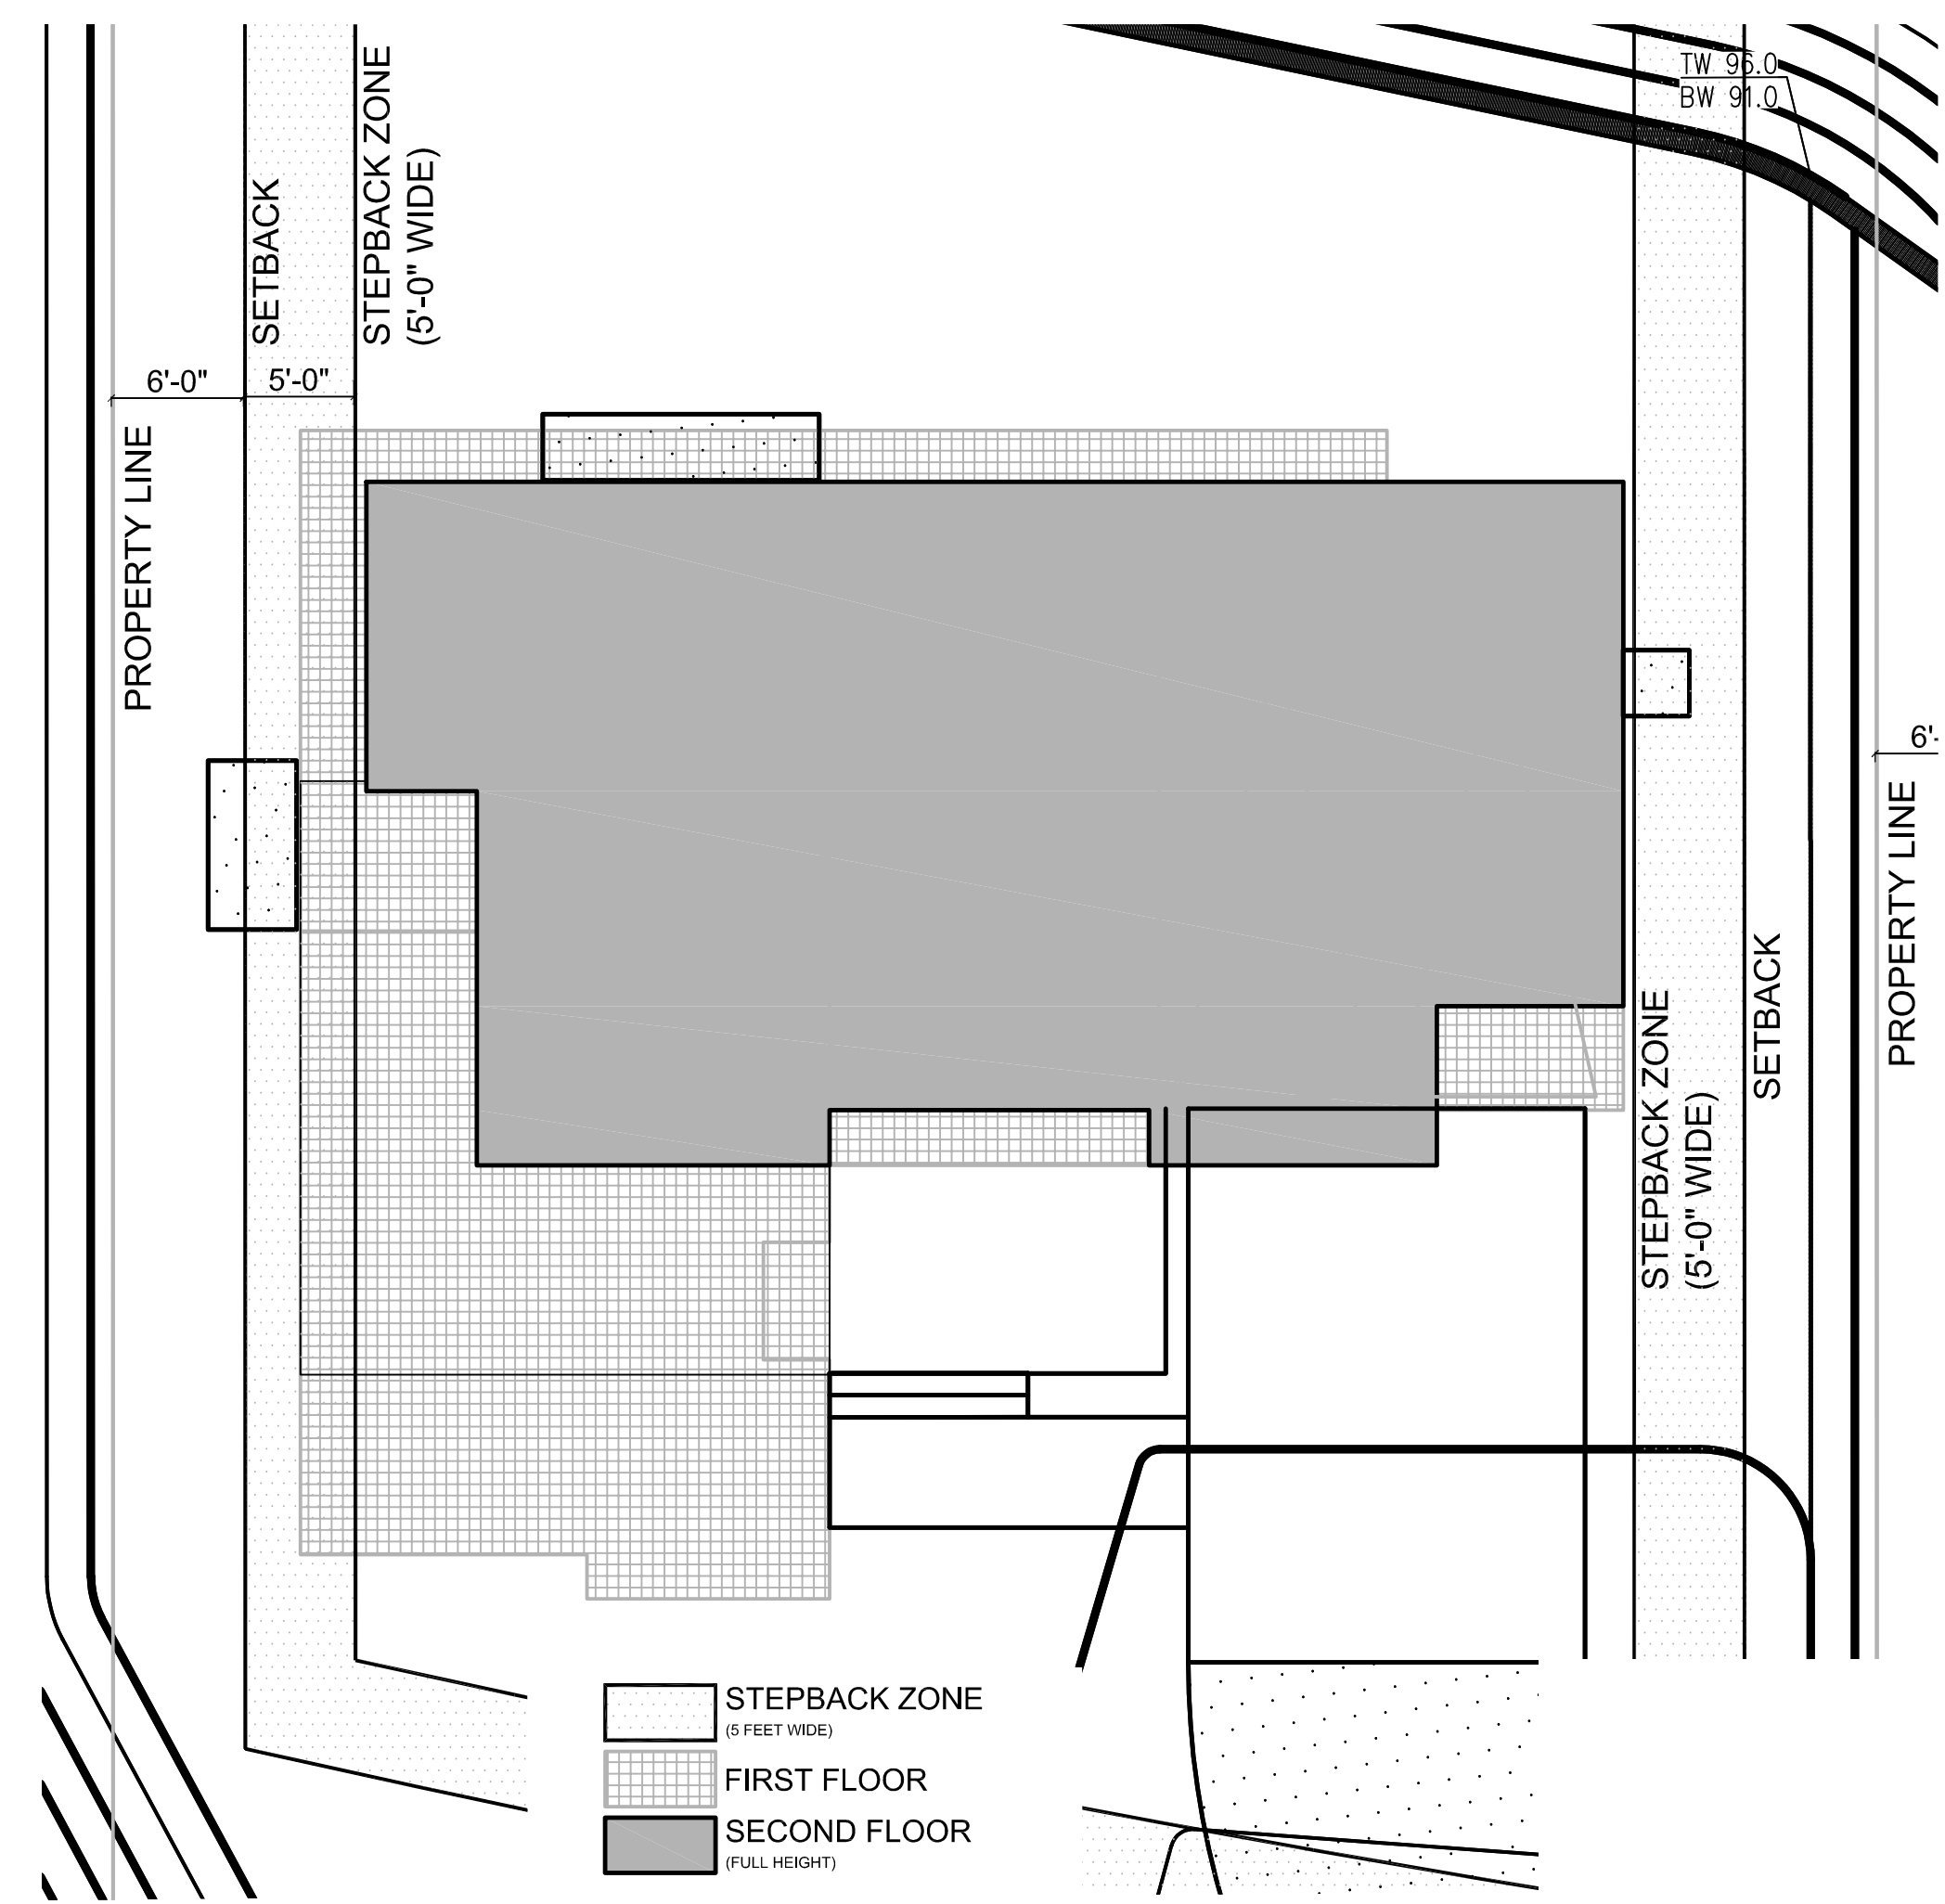 TW 96.0
BW 91.0
SETBACK
STEPBACK ZONE
(5'-0" WIDE)
6'-0"
5'-0"
PROPERTY LINE
6'-
PROPERTY LINE
SETBACK
STEPBACK ZONE
(5'-0" WIDE)
STEPBACK ZONE
(5 FEET WIDE)
FIRST FLOOR
SECOND FLOOR
(FULL HEIGHT)